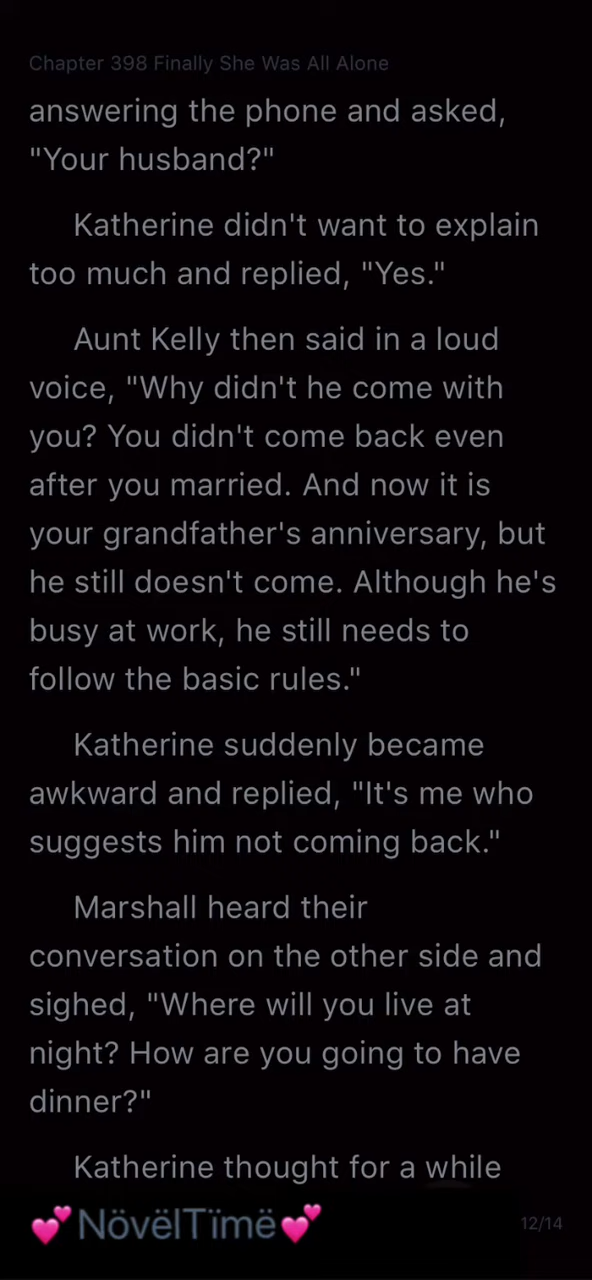 Chapter 398 Finally She Was All Alone
answering the phone and asked,
"Your husband?"
Katherine didn't want to explain
too much and replied, "Yes."
Aunt Kelly then said in a loud
voice, "Why didn't he come with
you? You didn't come back even
after you married. And now it is
your grandfather's anniversary, but
he still doesn't come. Although he's
busy at work, he still needs to
follow the basic rules."
Katherine suddenly became
awkward and replied, "It's me who
suggests him not coming back."
Marshall heard their
conversation on the other side and
sighed, "Where will you live at
night? How are you going to have
dinner?"
Katherine thought for a while
💕NövëlTïmë💕
12/14